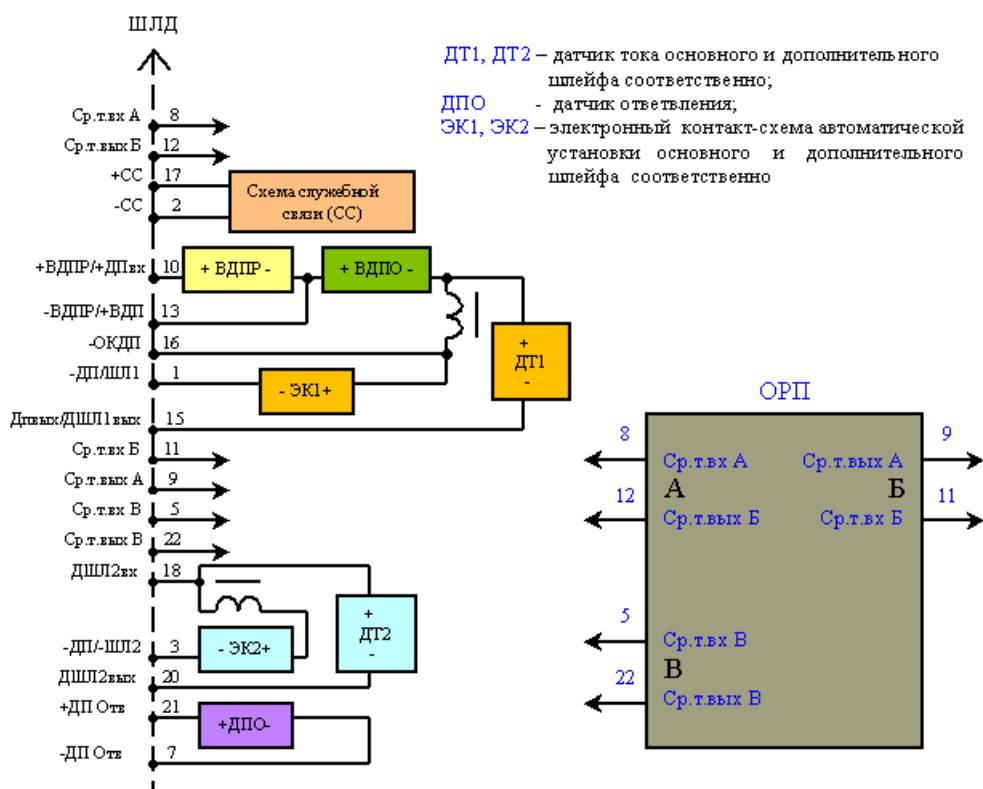 ШЛД
ДТ1, ДТ2 – датчик тока основного и дополнительного
шлейфа соответственно;
ДПО - датчик ответвления;
ЭК1, ЭК2 – электронный контакт-схема автоматической
установки основного и дополнительного
шлейфа соответственно
Ср.т.вх А 8
Ср.т.вых Б 12
+СС 17
-СС 2
Схема служебной
связи (СС)
+ВДПР/+ДПвх 10
+ ВДПР -
+ ВДПО -
-ВДПР/+ВДП 13
-ОКДП 16
-ДП/ШЛ1 1
- ЭК1+
+
ДТ1
-
Дпвых/ДШЛ1вых 15
Ср.т.вх Б 11
Ср.т.вых А 9
Ср.т.вх В 5
Ср.т.вых В 22
ДШЛ2вх 18
-ДП/-ШЛ2 3
- ЭК2+
+
ДТ2
-
ДШЛ2вых 20
+ДП Отв 21
+ДПО-
-ДП Отв 7
ОРП
8 9
Ср.т.вх А Ср.т.вых А
А Б
12 11
Ср.т.вых Б Ср.т.вх Б
5
Ср.т.вх В
В
22
Ср.т.вых В